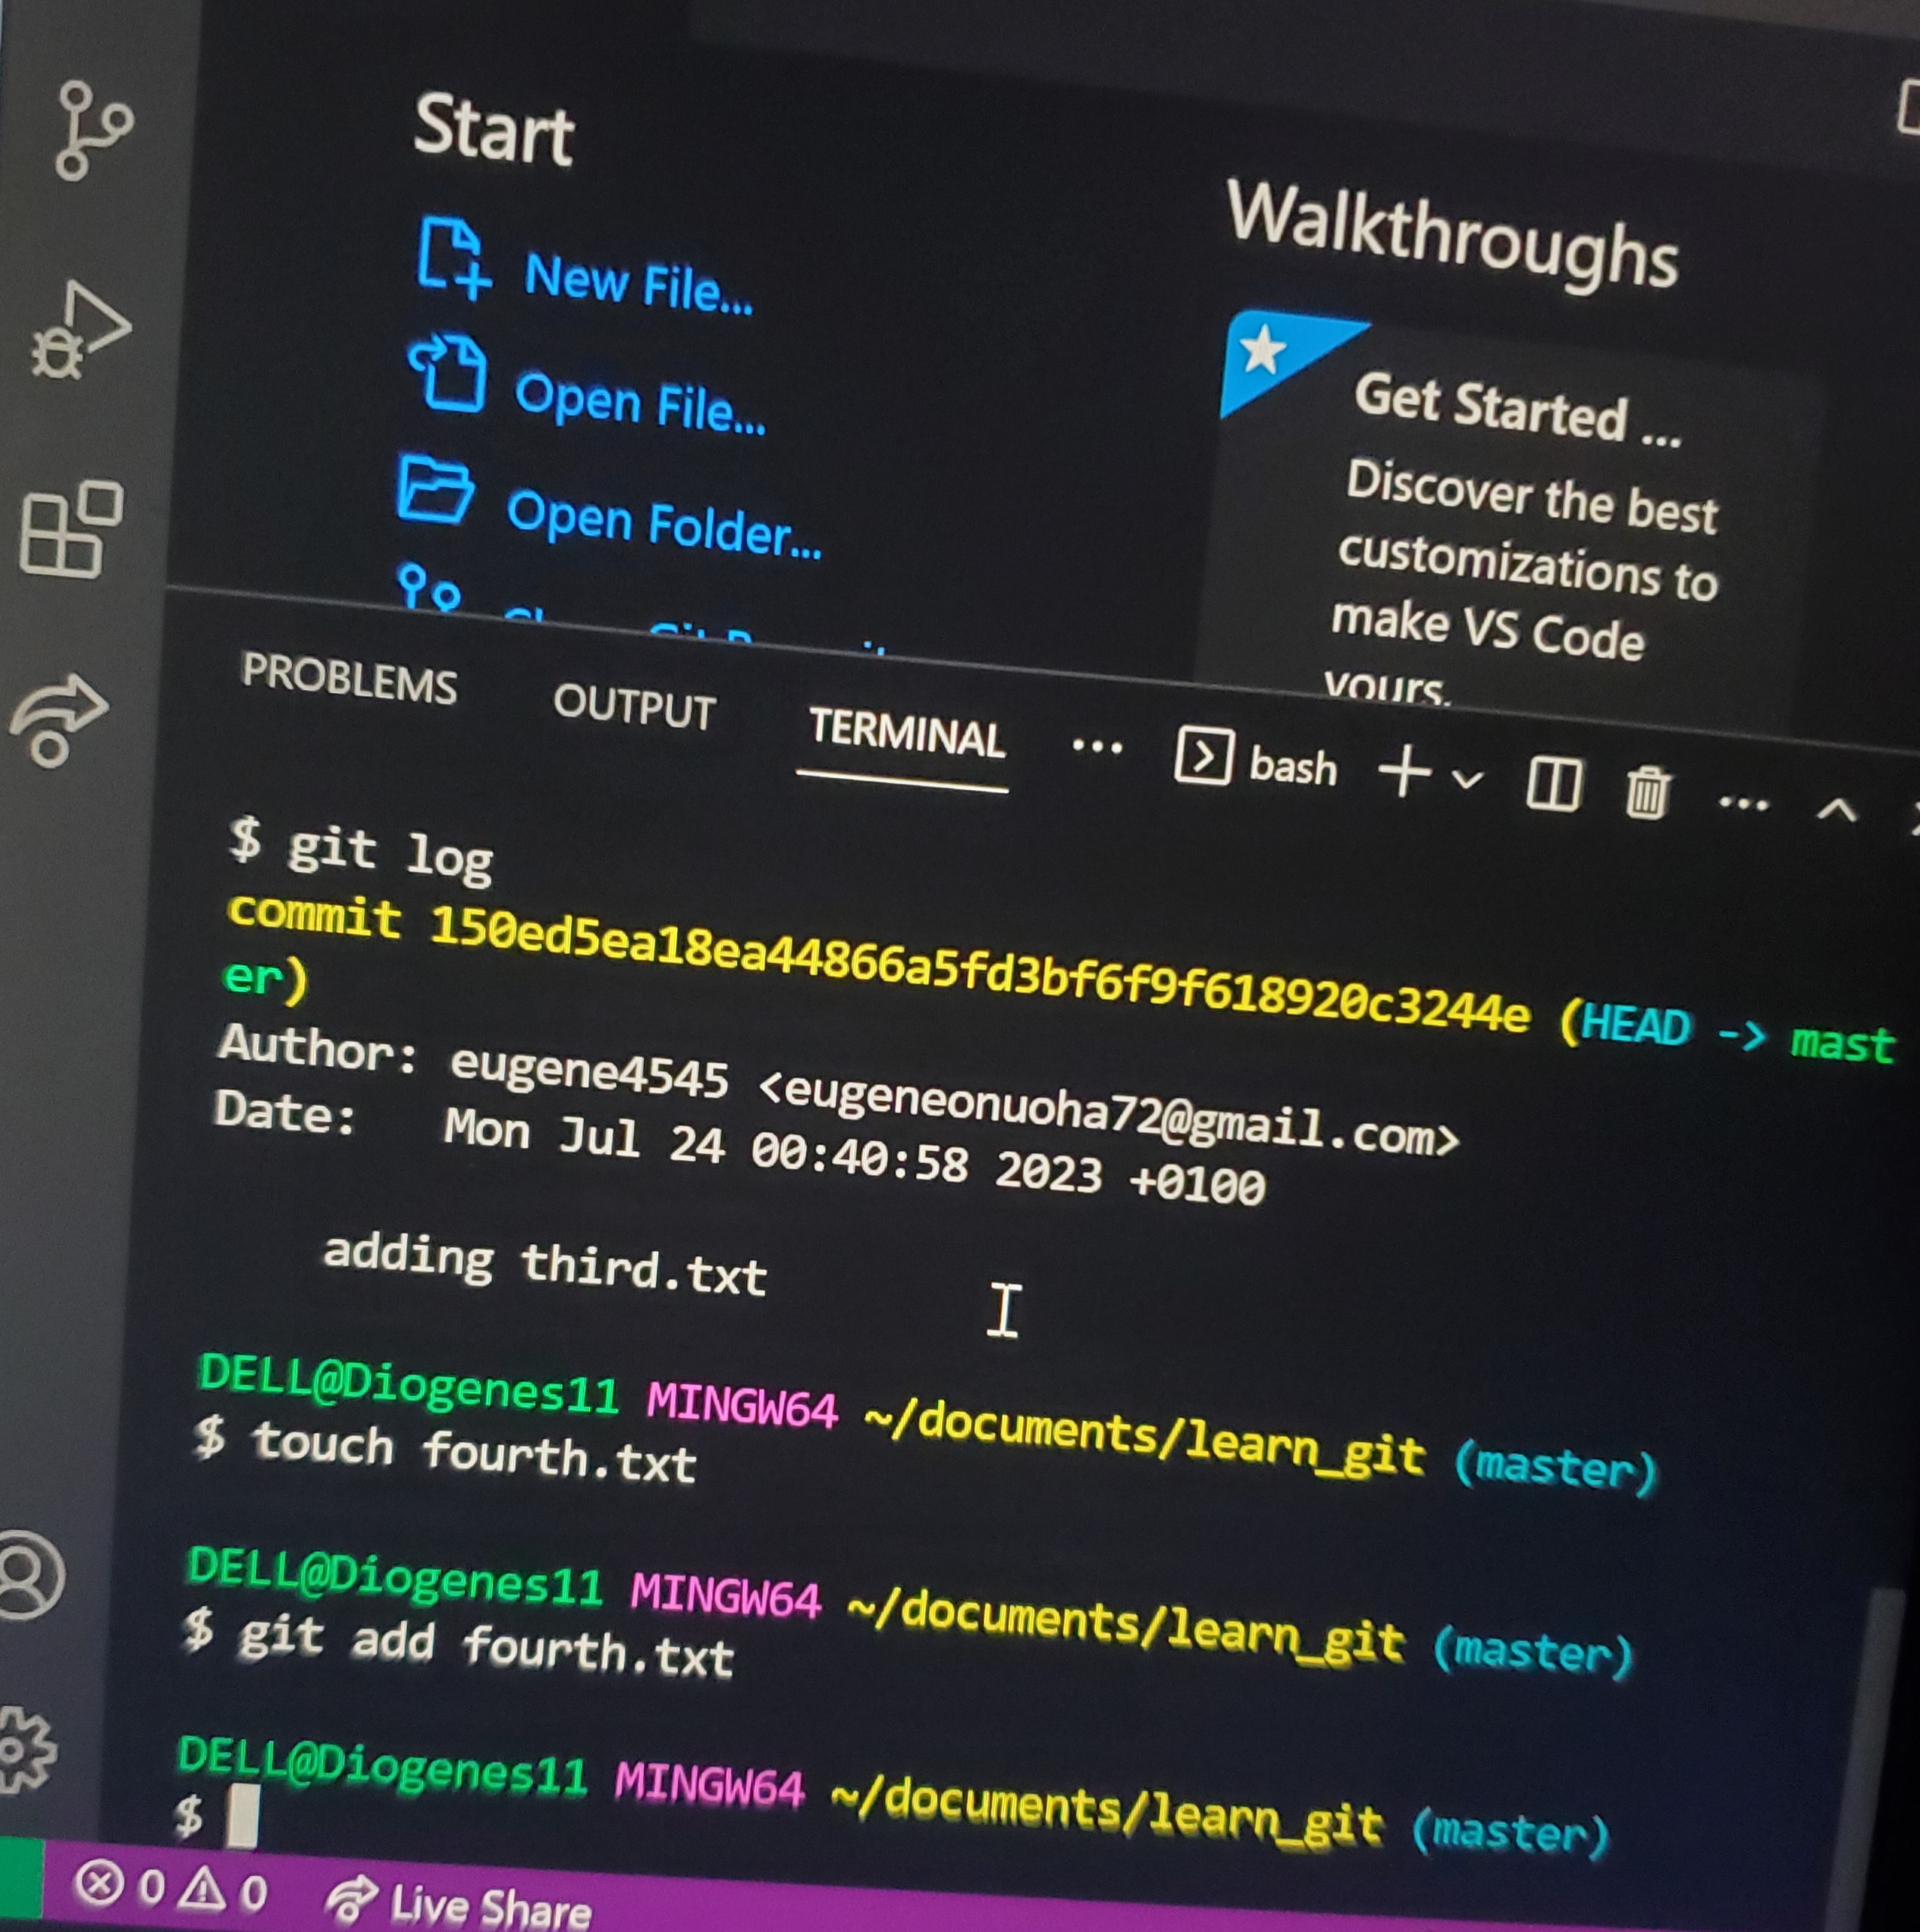 Start
New File...
Open File...
Open Folder...
Walkthroughs
Get Started ...
Discover the best
customizations to
make VS Code
yours.
PROBLEMS OUTPUT TERMINAL ... bash
$ git log
commit 150ed5ea18ea44866a5fd3bf6f9f618920c3244e (HEAD -> mast
er)
Author: eugene4545 <eugeneonuoha72@gmail.com>
Date:   Mon Jul 24 00:40:58 2023 +0100
adding third.txt
DELL@Diogenes11 MINGW64 ~/documents/learn_git (master)
$ touch fourth.txt
DELL@Diogenes11 MINGW64 ~/documents/learn_git (master)
$ git add fourth.txt
DELL@Diogenes11 MINGW64 ~/documents/learn_git (master)
$
0 0 Live Share